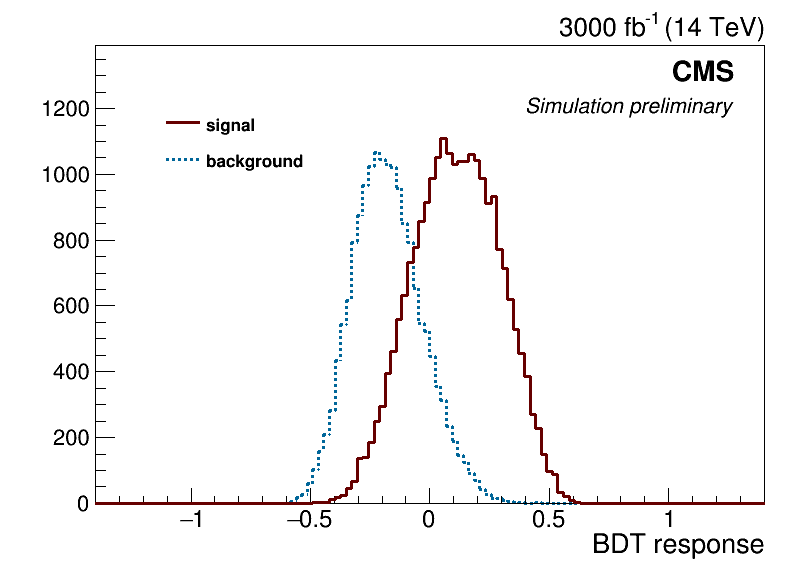 3000 fb⁻¹ (14 TeV)
CMS
Simulation preliminary
signal
background
1200
1000
800
600
400
200
0
−1 −0.5 0 0.5 1
BDT response